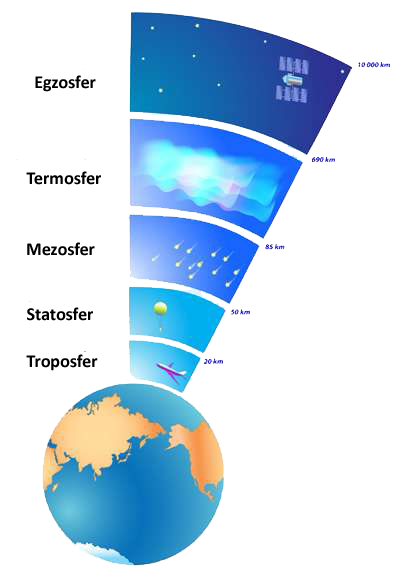 10 000 km
Egzosfer
690 km
Termosfer
85 km
Mezosfer
50 km
Statosfer
20 km
Troposfer